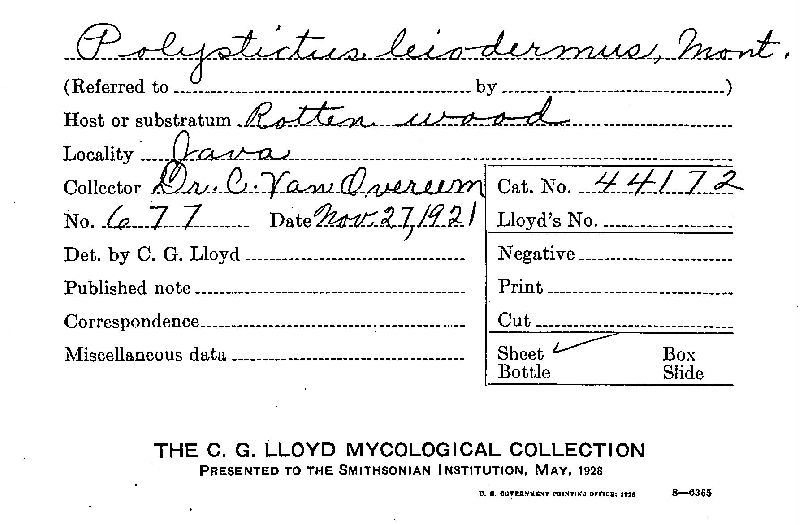 Polystictus leiodermus, Mont.
(Referred to by )
Host or substratum Rotten wood
Locality Java
Collector Dr. C. Van Overeem
Cat. No. 44172
No. 677 Date Nov. 27, 1921
Lloyd's No.
Det. by C. G. Lloyd
Negative
Published note
Print
Correspondence
Cut
Miscellaneous data
Sheet Box
Bottle Slide
THE C. G. LLOYD MYCOLOGICAL COLLECTION
PRESENTED TO THE SMITHSONIAN INSTITUTION, MAY, 1928
U. S. GOVERNMENT PRINTING OFFICE: 1928 8—6365